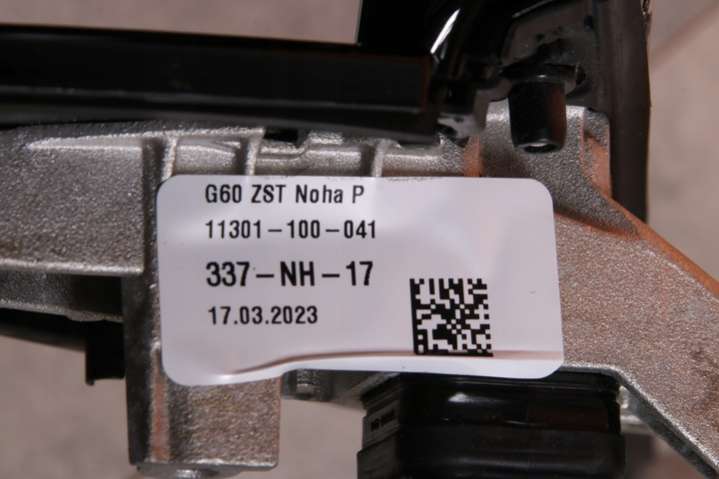 G60 ZST Noha P
11301-100-041
337-NH-17
17.03.2023